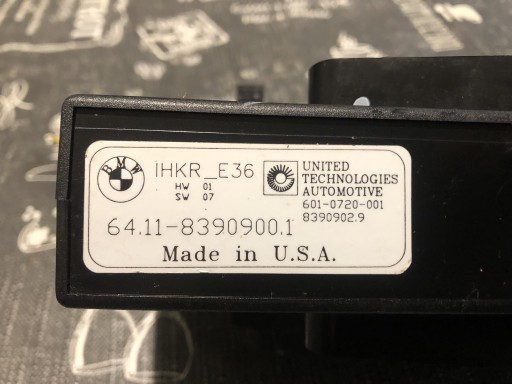 BMW
IHKR_E36
HW 01
SW 07
UNITED
TECHNOLOGIES
AUTOMOTIVE
601-0720-001
8390902.9
64.11-8390900.1
Made in U.S.A.